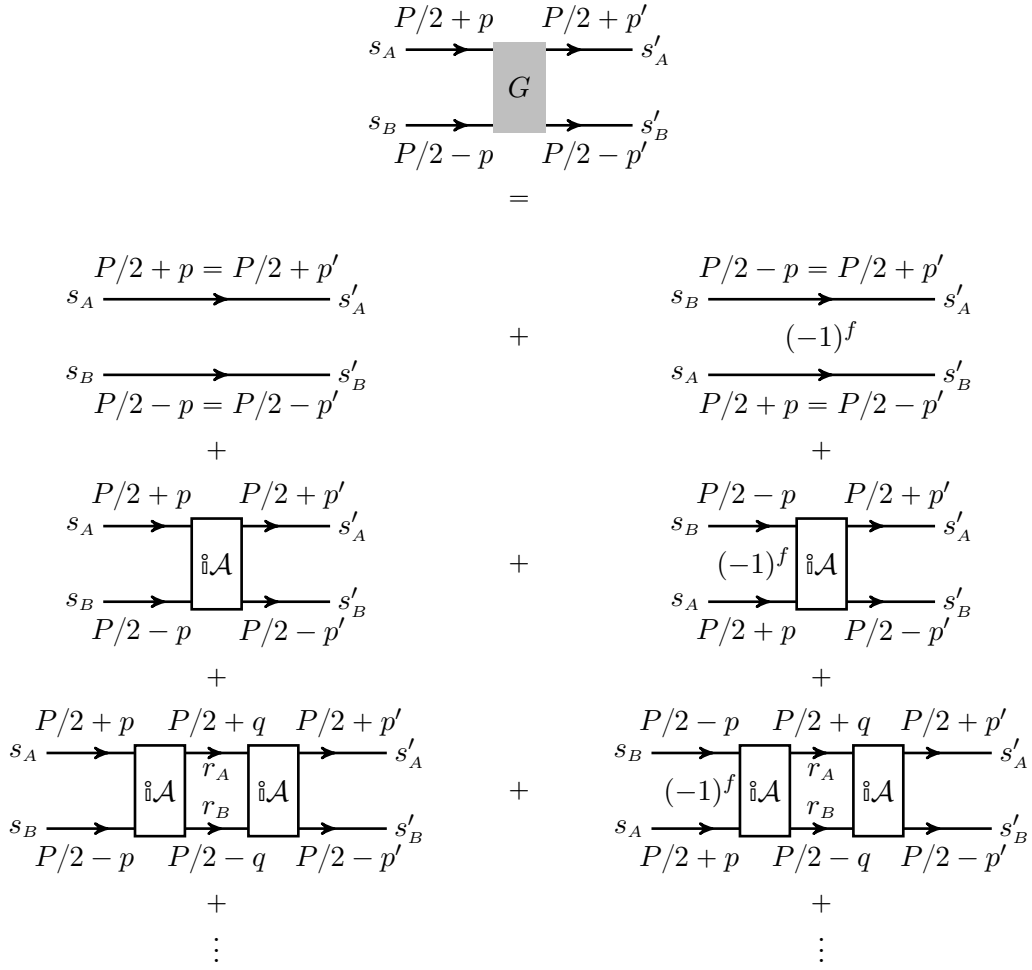 P/2 + p P/2 + p′
s_A s′_A
G
s_B s′_B
P/2 − p P/2 − p′
=
P/2 + p = P/2 + p′ P/2 − p = P/2 + p′
s_A s′_A s_B s′_A
+ (−1)^f
s_B s′_B s_A s′_B
P/2 − p = P/2 − p′ P/2 + p = P/2 − p′
+ +
P/2 + p P/2 + p′ P/2 − p P/2 + p′
s_A s′_A s_B s′_A
i𝒜 + (−1)^f i𝒜
s_B s′_B s_A s′_B
P/2 − p P/2 − p′ P/2 + p P/2 − p′
+ +
P/2 + p P/2 + q P/2 + p′ P/2 − p P/2 + q P/2 + p′
s_A s′_A s_B s′_A
r_A r_A
i𝒜 i𝒜 + (−1)^f i𝒜 i𝒜
r_B r_B
s_B s′_B s_A s′_B
P/2 − p P/2 − q P/2 − p′ P/2 + p P/2 − q P/2 − p′
+ +
⋮ ⋮